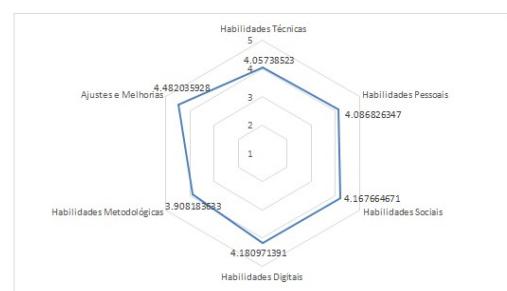 Habilidades Técnicas
5
4.05738523
4
4.482035928
Ajustes e Melhorias
Habilidades Pessoais
3
4.086826347
2
1
4.167664671
3.908183633
Habilidades Metodológicas
Habilidades Sociais
4.180971391
Habilidades Digitais